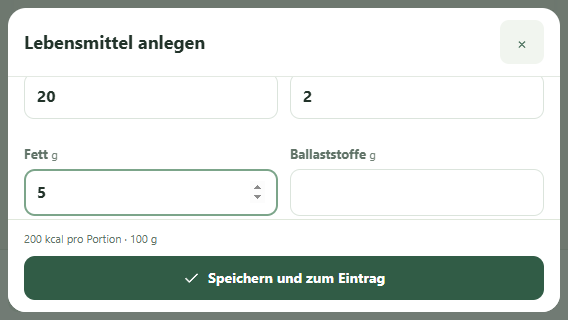 Lebensmittel anlegen
×
20
2
Fett g
Ballaststoffe g
5
200 kcal pro Portion · 100 g
Speichern und zum Eintrag